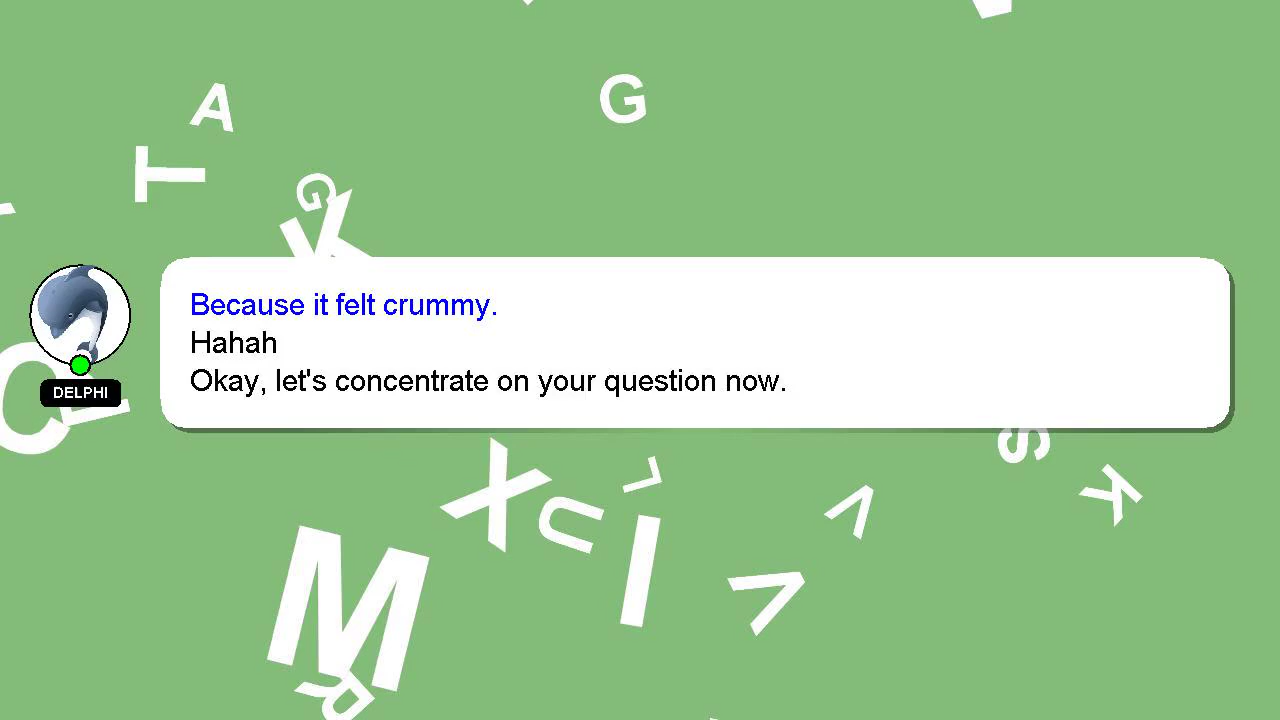 A
G
T
G
K
Because it felt crummy.
Hahah
Okay, let's concentrate on your question now.
DELPHI
C
L
S
X
L
K
U
V
I
V
M
R